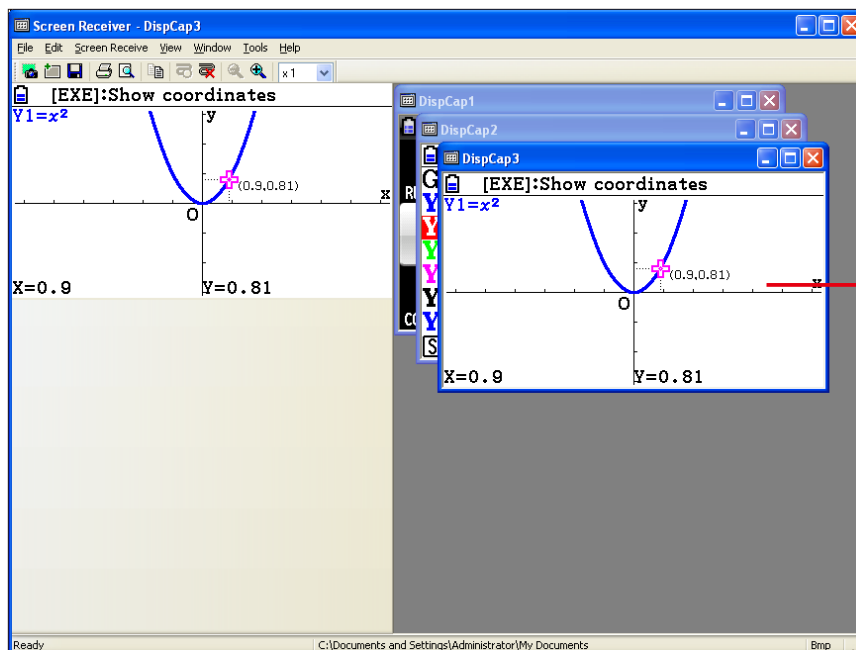 Screen Receiver - DispCap3
File Edit Screen Receive View Window Tools Help
x1
[EXE]:Show coordinates
Y1=x²
y
(0.9,0.81)
x
O
X=0.9 Y=0.81
DispCap1
DispCap2
DispCap3
[EXE]:Show coordinates
Y1=x²
y
(0.9,0.81)
x
O
X=0.9 Y=0.81
G
Y
Y
Y
Y
Y
Y
S
Ready C:\Documents and Settings\Administrator\My Documents Bmp